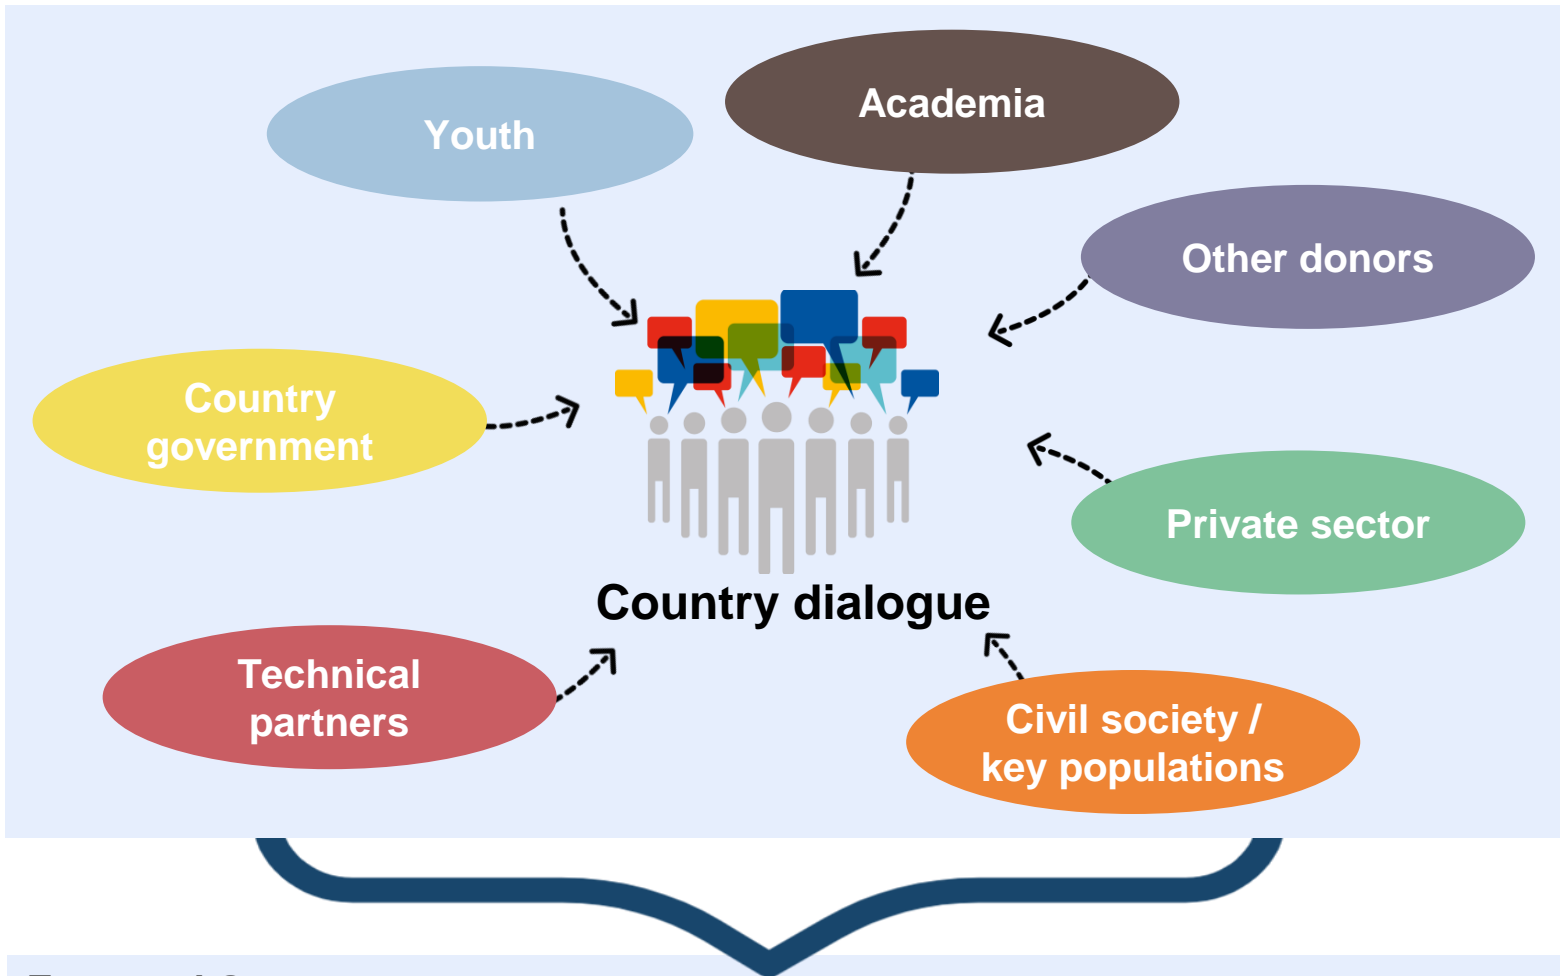 Academia
Youth
Other donors
Country
government
Private sector
Country dialogue
Technical
partners
Civil society /
key populations